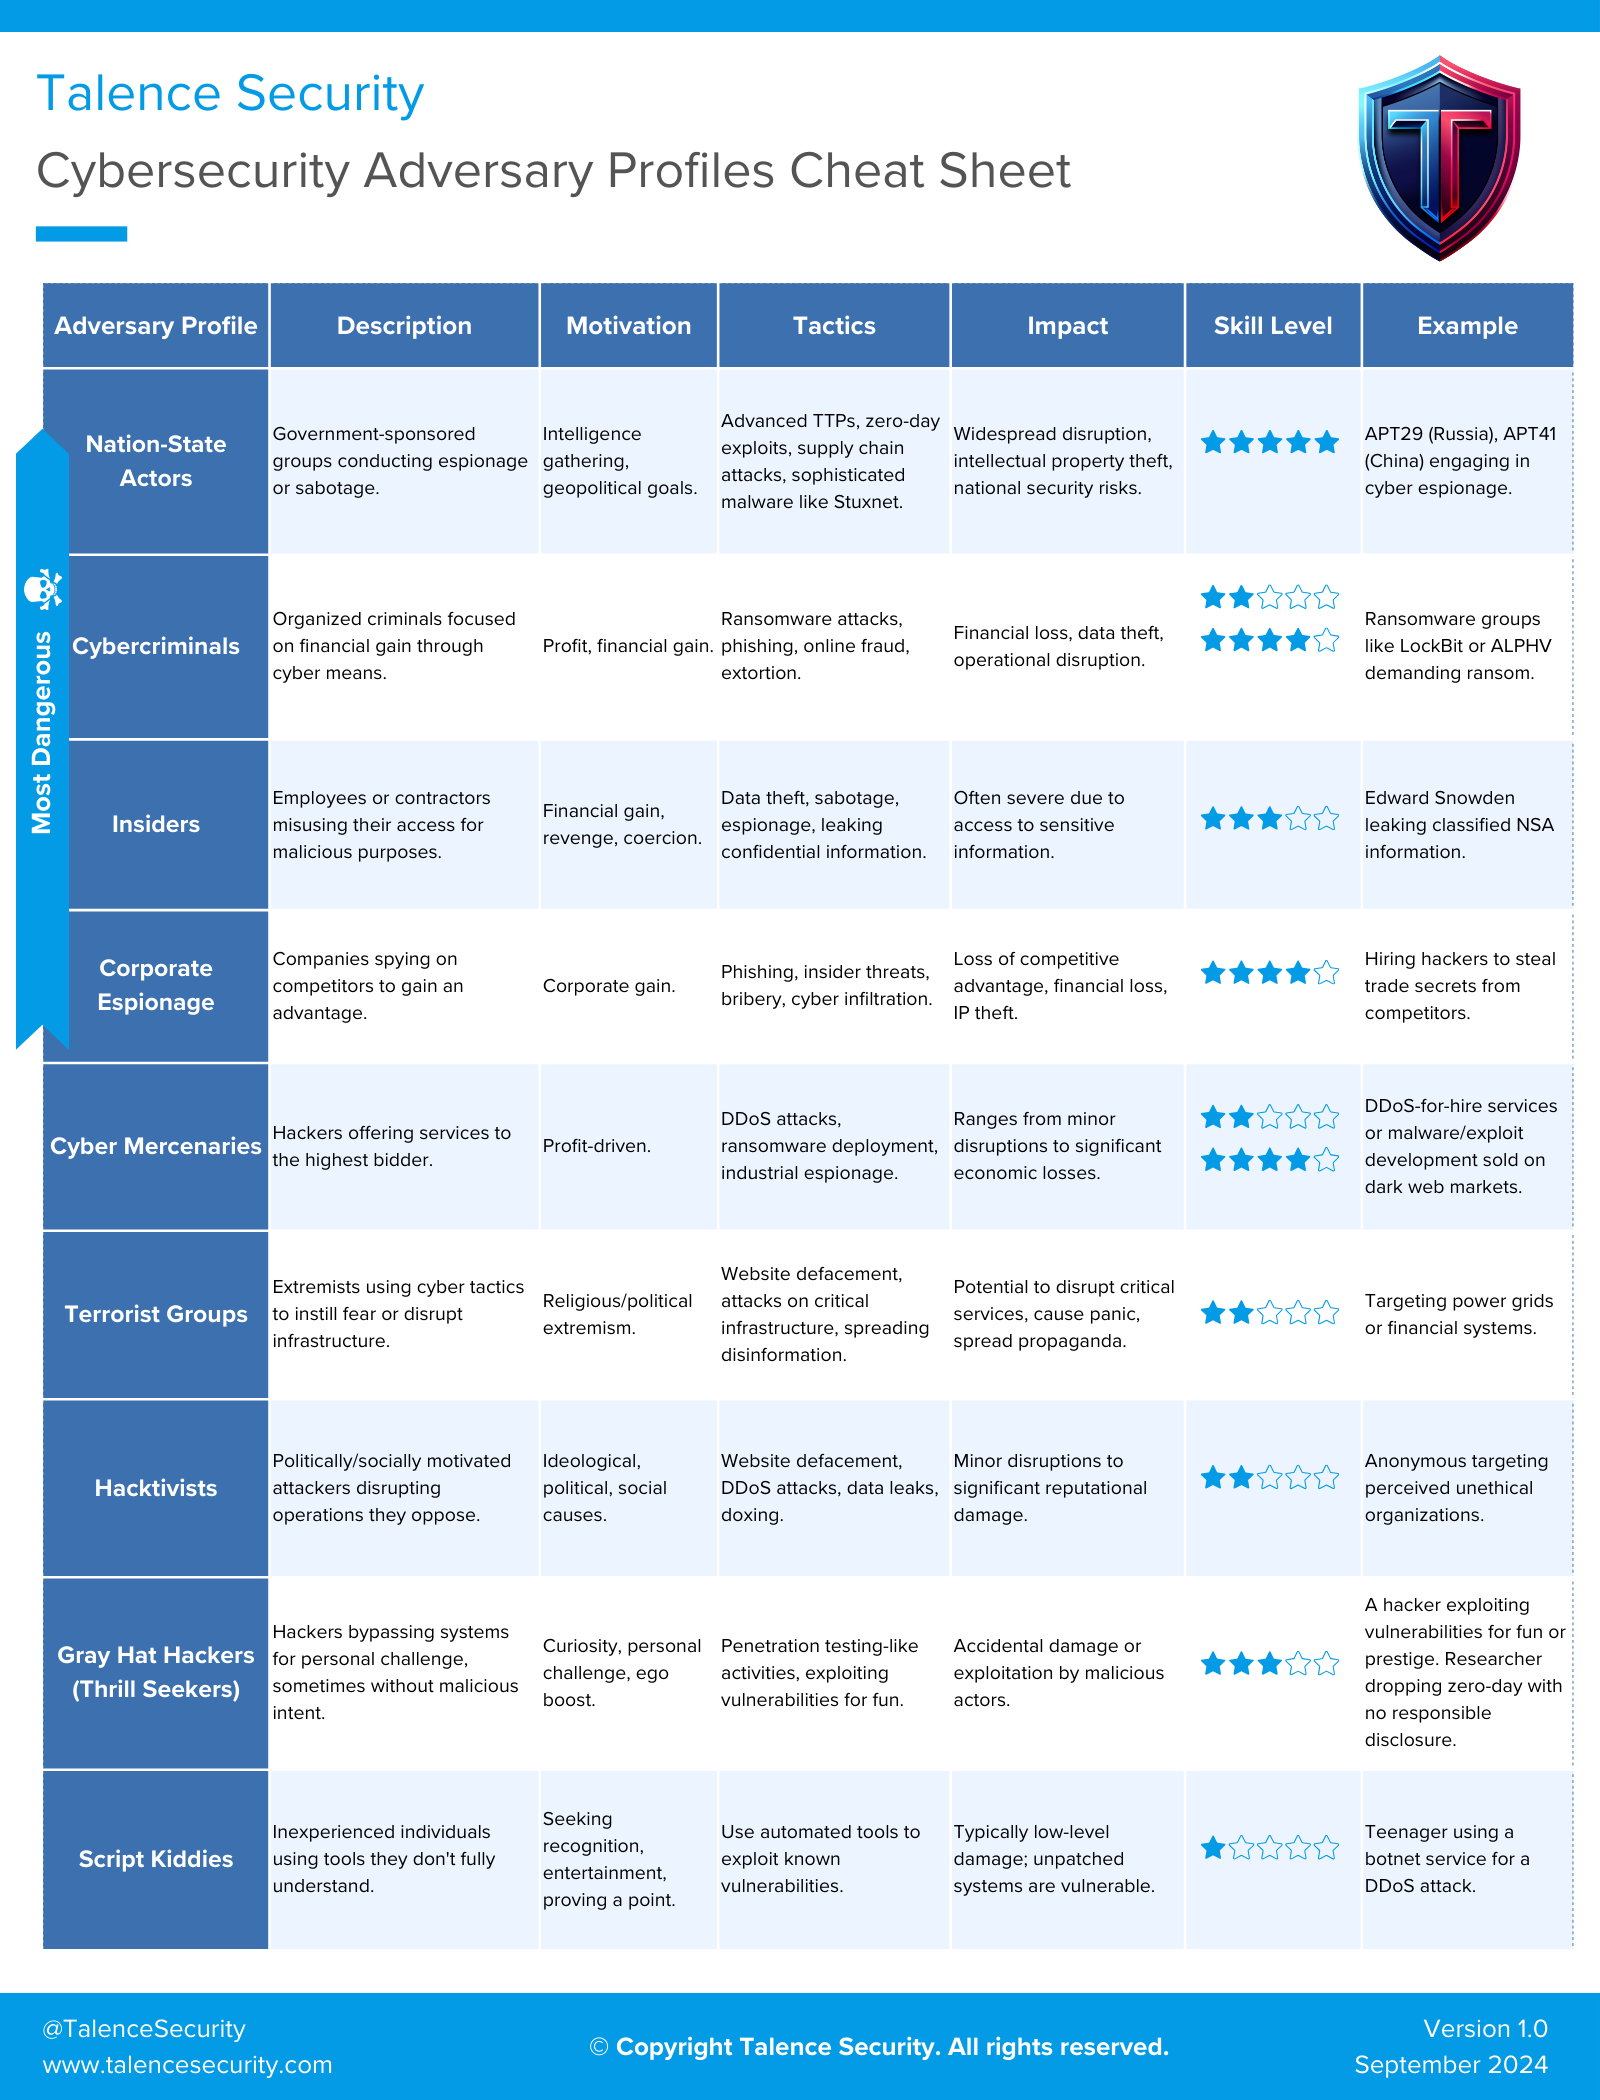 Talence Security
Cybersecurity Adversary Profiles Cheat Sheet
Adversary Profile
Description
Motivation
Tactics
Impact
Skill Level
Example
Most Dangerous
Nation-State
Actors
Government-sponsored
groups conducting espionage
or sabotage.
Intelligence
gathering,
geopolitical goals.
Advanced TTPs, zero-day
exploits, supply chain
attacks, sophisticated
malware like Stuxnet.
Widespread disruption,
intellectual property theft,
national security risks.
APT29 (Russia), APT41
(China) engaging in
cyber espionage.
Cybercriminals
Organized criminals focused
on financial gain through
cyber means.
Profit, financial gain.
Ransomware attacks,
phishing, online fraud,
extortion.
Financial loss, data theft,
operational disruption.
Ransomware groups
like LockBit or ALPHV
demanding ransom.
Insiders
Employees or contractors
misusing their access for
malicious purposes.
Financial gain,
revenge, coercion.
Data theft, sabotage,
espionage, leaking
confidential information.
Often severe due to
access to sensitive
information.
Edward Snowden
leaking classified NSA
information.
Corporate
Espionage
Companies spying on
competitors to gain an
advantage.
Corporate gain.
Phishing, insider threats,
bribery, cyber infiltration.
Loss of competitive
advantage, financial loss,
IP theft.
Hiring hackers to steal
trade secrets from
competitors.
Cyber Mercenaries
Hackers offering services to
the highest bidder.
Profit-driven.
DDoS attacks,
ransomware deployment,
industrial espionage.
Ranges from minor
disruptions to significant
economic losses.
DDoS-for-hire services
or malware/exploit
development sold on
dark web markets.
Terrorist Groups
Extremists using cyber tactics
to instill fear or disrupt
infrastructure.
Religious/political
extremism.
Website defacement,
attacks on critical
infrastructure, spreading
disinformation.
Potential to disrupt critical
services, cause panic,
spread propaganda.
Targeting power grids
or financial systems.
Hacktivists
Politically/socially motivated
attackers disrupting
operations they oppose.
Ideological,
political, social
causes.
Website defacement,
DDoS attacks, data leaks,
doxing.
Minor disruptions to
significant reputational
damage.
Anonymous targeting
perceived unethical
organizations.
Gray Hat Hackers
(Thrill Seekers)
Hackers bypassing systems
for personal challenge,
sometimes without malicious
intent.
Curiosity, personal
challenge, ego
boost.
Penetration testing-like
activities, exploiting
vulnerabilities for fun.
Accidental damage or
exploitation by malicious
actors.
A hacker exploiting
vulnerabilities for fun or
prestige. Researcher
dropping zero-day with
no responsible
disclosure.
Script Kiddies
Inexperienced individuals
using tools they don't fully
understand.
Seeking
recognition,
entertainment,
proving a point.
Use automated tools to
exploit known
vulnerabilities.
Typically low-level
damage; unpatched
systems are vulnerable.
Teenager using a
botnet service for a
DDoS attack.
@TalenceSecurity
www.talencesecurity.com
© Copyright Talence Security. All rights reserved.
Version 1.0
September 2024